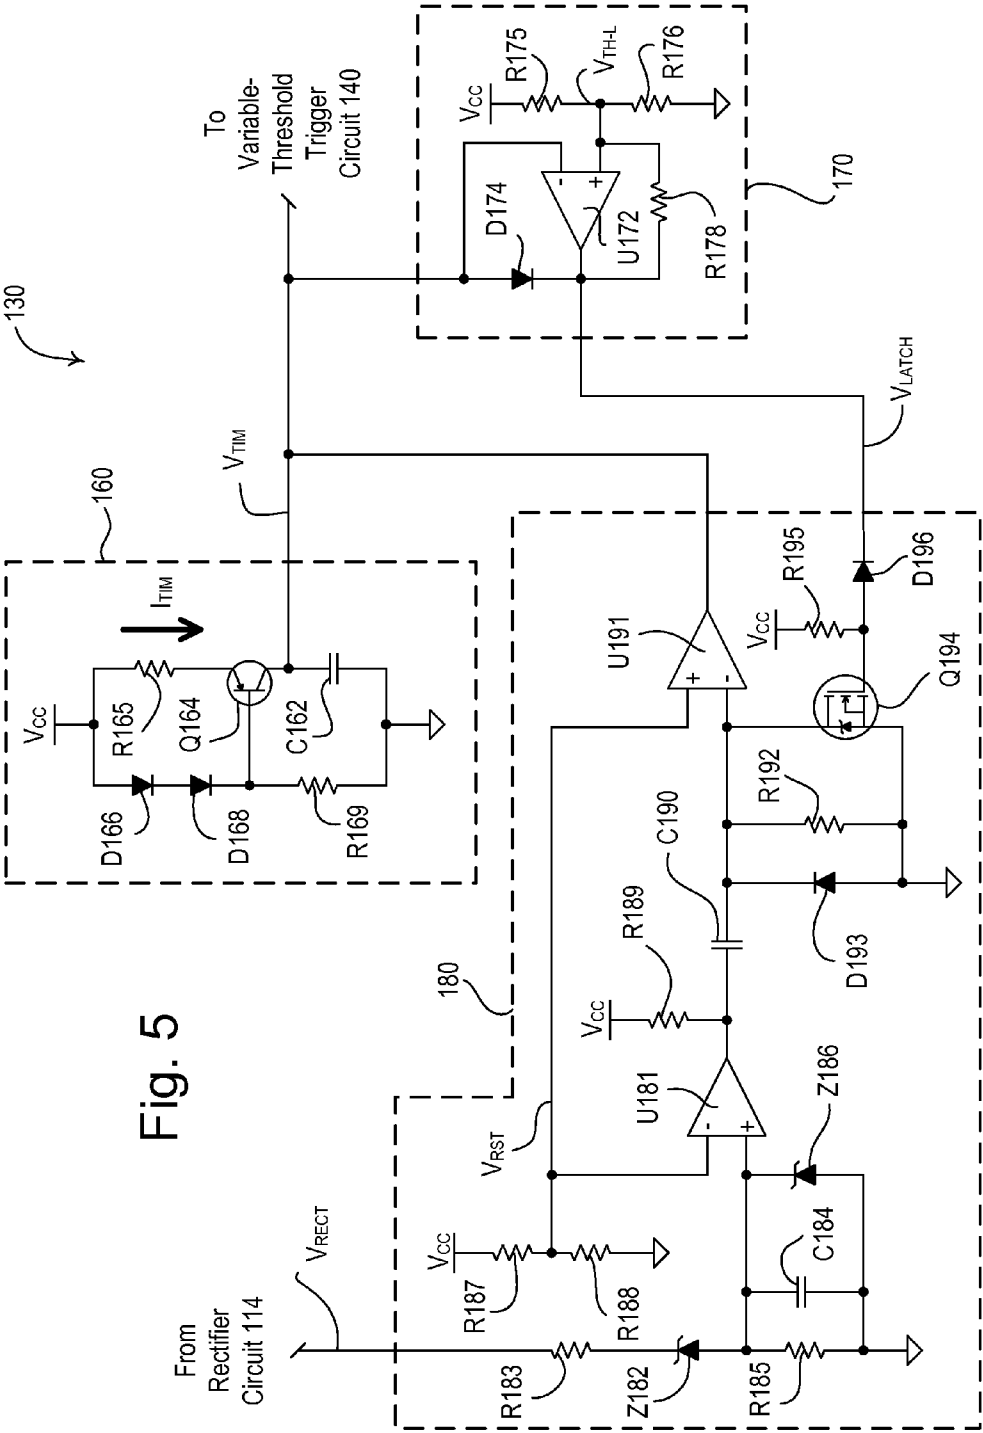 130
To
Variable-
Threshold
Trigger
Circuit 140
160
VCC
ITIM
R165
Q164
C162
D166
D168
R169
VTIM
170
VCC
R175
VTH-L
R176
D174
-
+
U172
R178
VLATCH
Fig. 5
180
From
Rectifier
Circuit 114
VRECT
VRST
VCC
R187
R188
R183
Z182
R185
C184
Z186
U181
-
+
VCC
R189
C190
U191
+
-
R192
D193
VCC
R195
D196
Q194